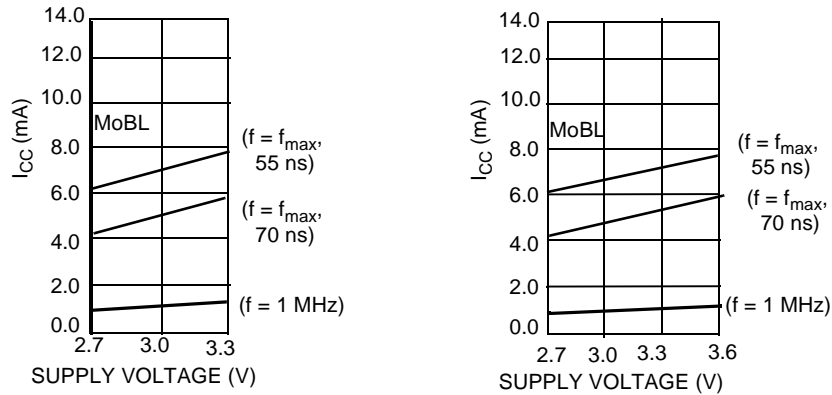 14.0
12.0
10.0
8.0
6.0
4.0
2.0
0.0
I_CC (mA)
MoBL
(f = f_max,
55 ns)
(f = f_max,
70 ns)
(f = 1 MHz)
2.7 3.0 3.3
SUPPLY VOLTAGE (V)
14.0
12.0
10.0
8.0
6.0
4.0
2.0
0.0
I_CC (mA)
MoBL
(f = f_max,
55 ns)
(f = f_max,
70 ns)
(f = 1 MHz)
2.7 3.0 3.3 3.6
SUPPLY VOLTAGE (V)